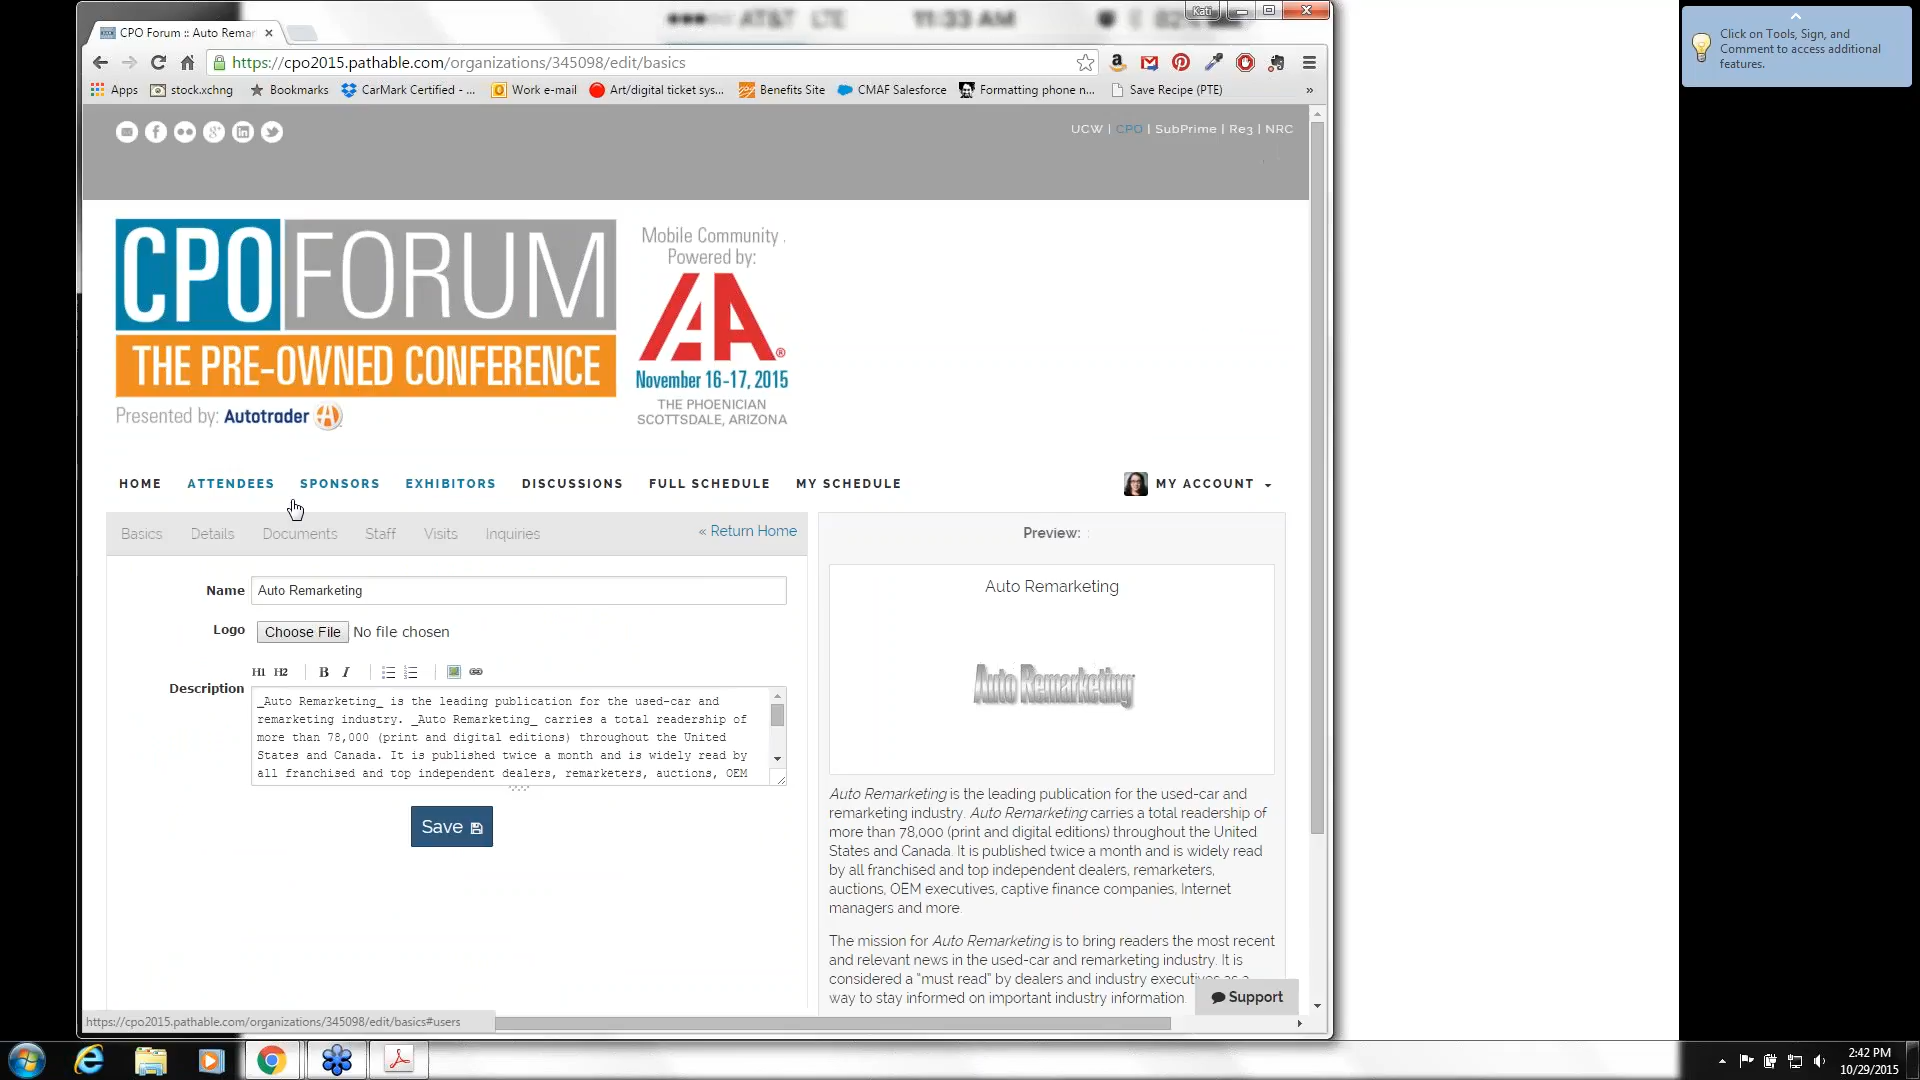 AT&T LTE 11:33 AM
Kati
CPO Forum :: Auto Remar
https://cpo2015.pathable.com/organizations/345098/edit/basics
Apps stock.xchng Bookmarks CarMark Certified - ... Work e-mail Art/digital ticket sys... Benefits Site CMAF Salesforce Formatting phone n... Save Recipe (PTE) »
UCW | CPO | SubPrime | Re3 | NRC
CPO FORUM
THE PRE-OWNED CONFERENCE
Presented by: Autotrader
Mobile Community
Powered by:
AA®
November 16-17, 2015
THE PHOENICIAN
SCOTTSDALE, ARIZONA
HOME ATTENDEES SPONSORS EXHIBITORS DISCUSSIONS FULL SCHEDULE MY SCHEDULE MY ACCOUNT
Basics Details Documents Staff Visits Inquiries « Return Home
Name Auto Remarketing
Logo Choose File No file chosen
H1 H2 B I
Description
_Auto Remarketing_ is the leading publication for the used-car and
remarketing industry. _Auto Remarketing_ carries a total readership of
more than 78,000 (print and digital editions) throughout the United
States and Canada. It is published twice a month and is widely read by
all franchised and top independent dealers, remarketers, auctions, OEM
Save
Preview:
Auto Remarketing
Auto Remarketing
Auto Remarketing is the leading publication for the used-car and
remarketing industry. Auto Remarketing carries a total readership of
more than 78,000 (print and digital editions) throughout the United
States and Canada. It is published twice a month and is widely read
by all franchised and top independent dealers, remarketers,
auctions, OEM executives, captive finance companies, Internet
managers and more.
The mission for Auto Remarketing is to bring readers the most recent
and relevant news in the used-car and remarketing industry. It is
considered a "must read" by dealers and industry executives as a
way to stay informed on important industry information.
Support
https://cpo2015.pathable.com/organizations/345098/edit/basics#users
Click on Tools, Sign, and
Comment to access additional
features.
2:42 PM
10/29/2015